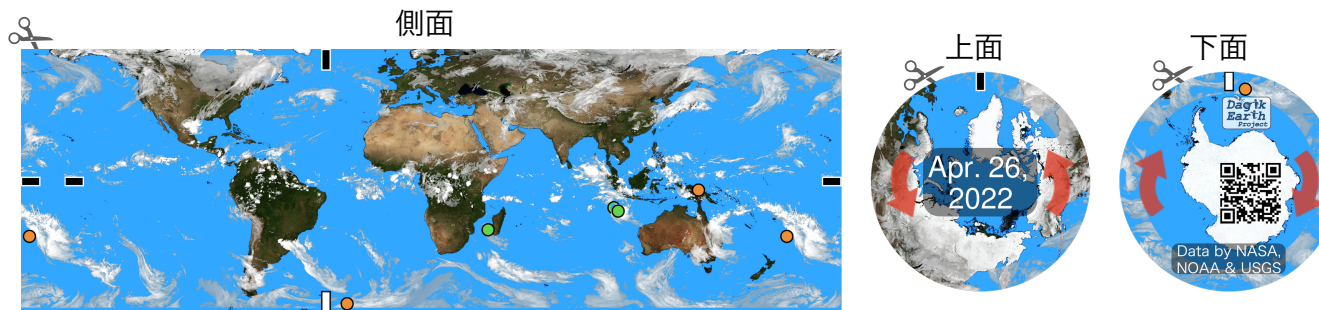 側面
上面
下面
Apr. 26,
2022
Dagik
Earth
Project
Data by NASA,
NOAA & USGS